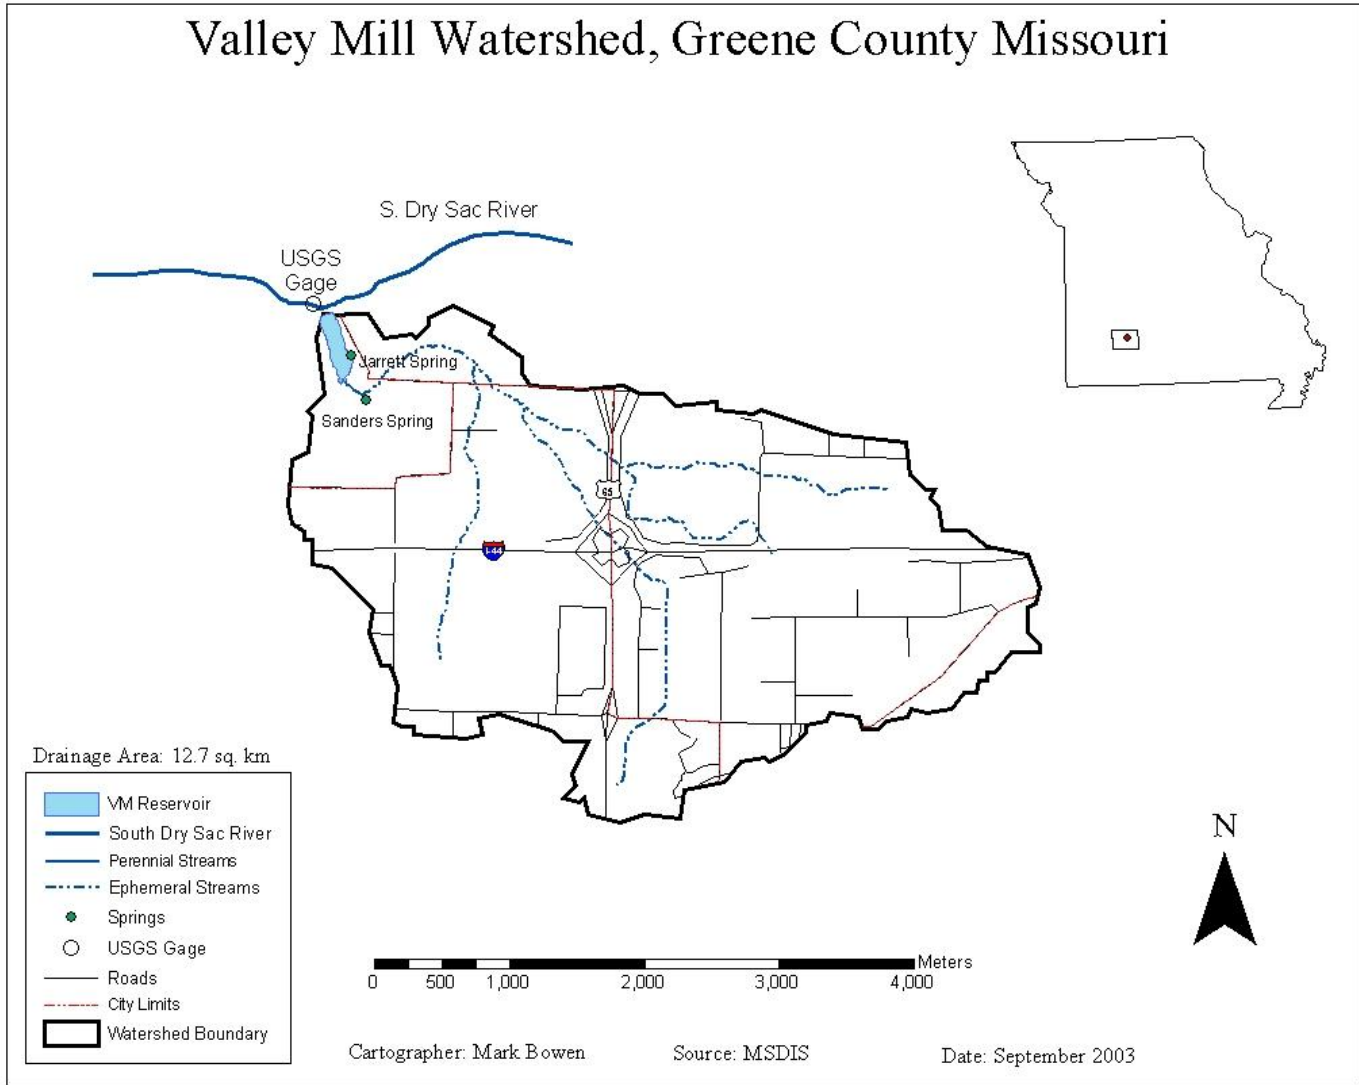 Valley Mill Watershed, Greene County Missouri
S. Dry Sac River
USGS
Gage
Jarrett Spring
Sanders Spring
65
I-44
Drainage Area: 12.7 sq. km
VM Reservoir
South Dry Sac River
Perennial Streams
Ephemeral Streams
Springs
USGS Gage
Roads
City Limits
Watershed Boundary
N
Meters
0 500 1,000 2,000 3,000 4,000
Cartographer: Mark Bowen Source: MSDIS Date: September 2003